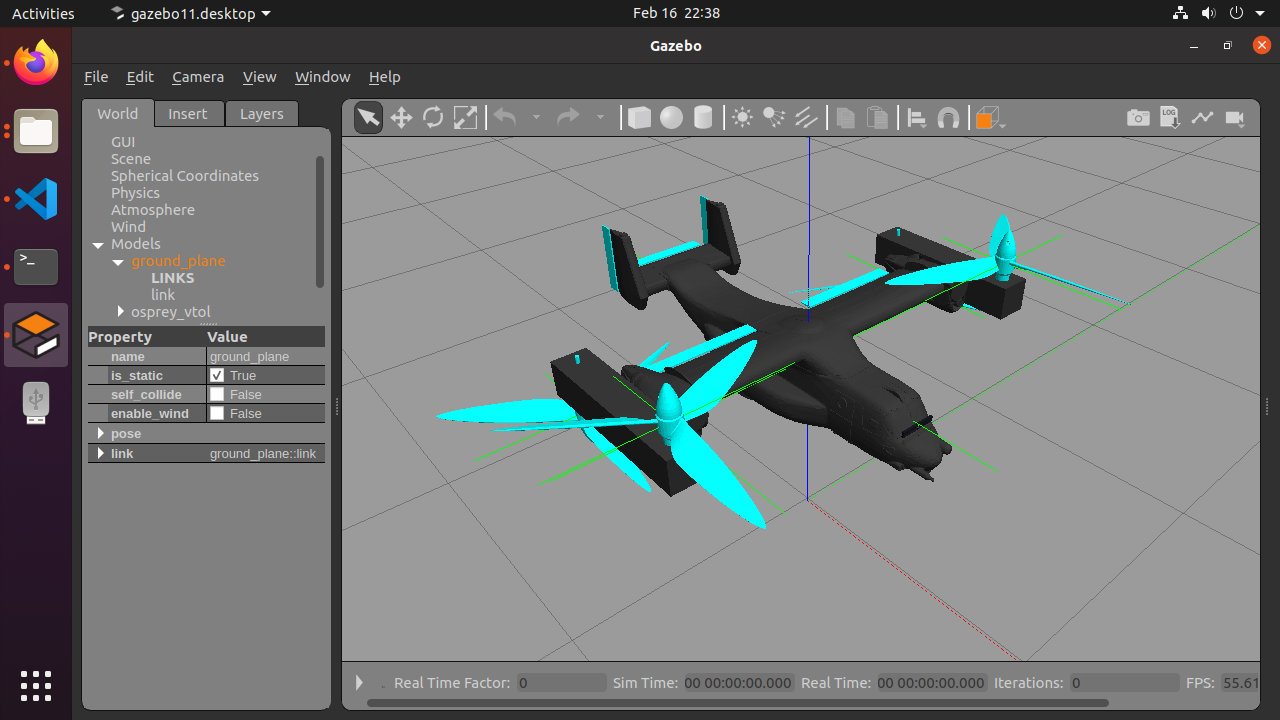 Activities gazebo11.desktop Feb 16 22:38
Gazebo
File Edit Camera View Window Help
World Insert Layers
GUI
Scene
Spherical Coordinates
Physics
Atmosphere
Wind
Models
ground_plane
LINKS
link
osprey_vtol
Property Value
name ground_plane
is_static True
self_collide False
enable_wind False
pose
link ground_plane::link
LOG
Real Time Factor: 0 Sim Time: 00 00:00:00.000 Real Time: 00 00:00:00.000 Iterations: 0 FPS: 55.61